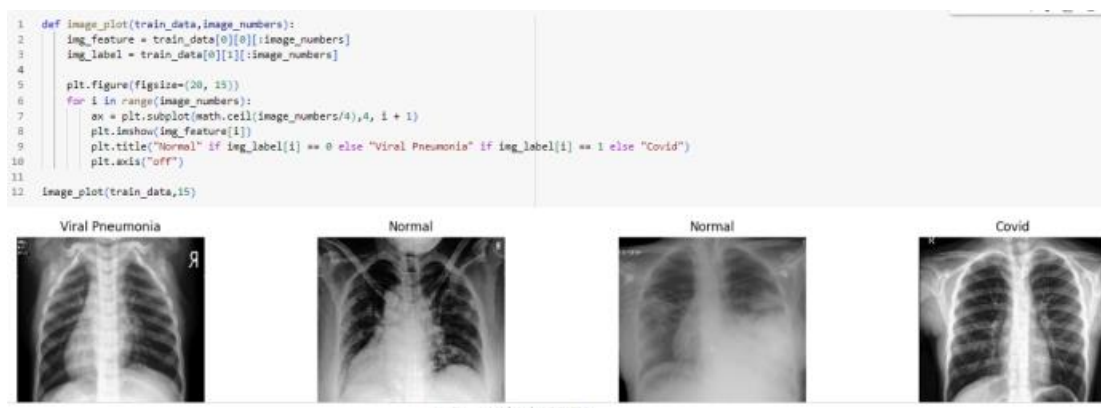 1 def image_plot(train_data,image_numbers):
2     img_feature = train_data[0][0][:image_numbers]
3     img_label = train_data[0][1][:image_numbers]
4
5     plt.figure(figsize=(20, 15))
6     for i in range(image_numbers):
7         ax = plt.subplot(math.ceil(image_numbers/4),4, i + 1)
8         plt.imshow(img_feature[i])
9         plt.title("Normal" if img_label[i] == 0 else "Viral Pneumonia" if img_label[i] == 1 else "Covid")
10         plt.axis("off")
11
12 image_plot(train_data,15)
Viral Pneumonia Normal Normal Covid
R